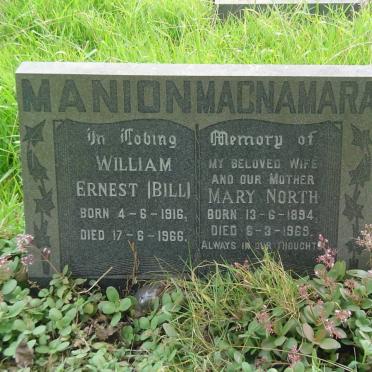 MANION MACNAMARA
In Loving Memory of
WILLIAM
ERNEST (BILL)
BORN 4-6-1916,
DIED 17-6-1966.
MY BELOVED WIFE
AND OUR MOTHER
MARY NORTH
BORN 13-6-1894,
DIED 6-3-1969.
ALWAYS IN OUR THOUGHTS